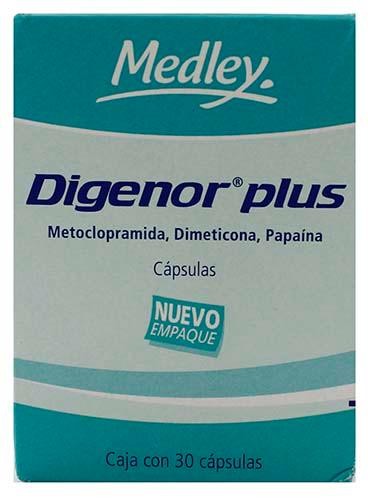 Medley.
Digenor® plus
Metoclopramida, Dimeticona, Papaína
Cápsulas
NUEVO
EMPAQUE
Caja con 30 cápsulas